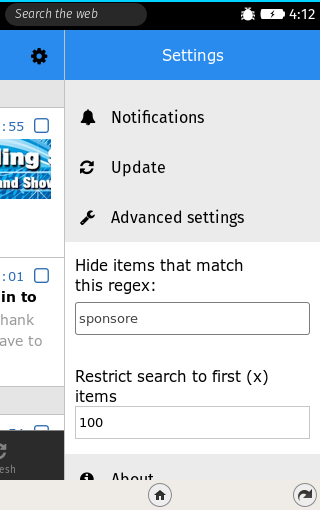 Search the web
4:12
Settings
:55
ling S
and Show
Notifications
Update
Advanced settings
:01
in to
hank
ave to
Hide items that match
this regex:
sponsore
Restrict search to first (x)
items
100
esh
About